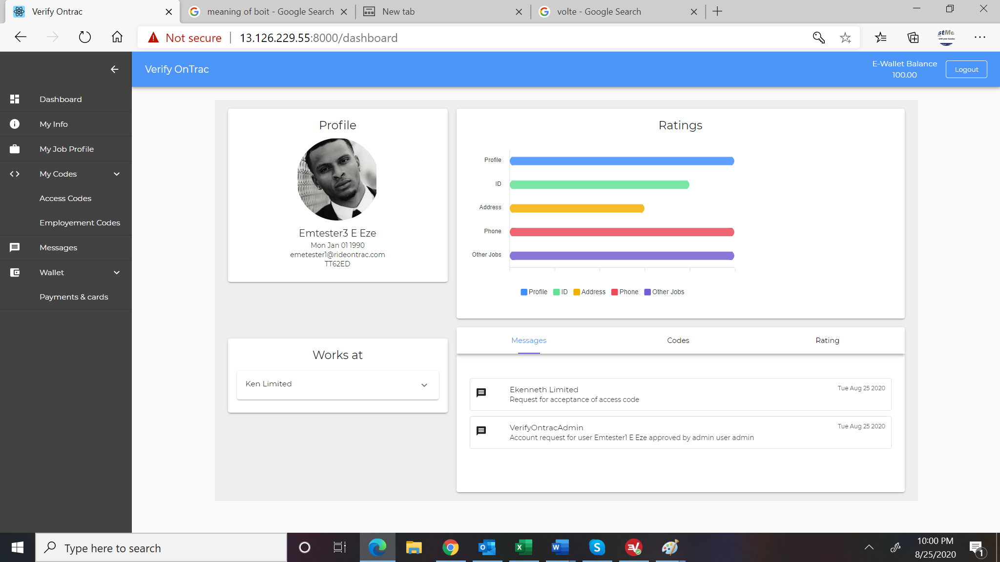 Verify Ontrac
meaning of boit - Google Search
New tab
volte - Google Search
Not secure
13.126.229.55:8000/dashboard
stMe
Verify OnTrac
E-Wallet Balance
100.00
Logout
Dashboard
My Info
My Job Profile
My Codes
Access Codes
Employement Codes
Messages
Wallet
Payments & cards
Profile
Emtester3 E Eze
Mon Jan 01 1990
emetester1@rideontrac.com
TT62ED
Works at
Ken Limited
Ratings
Profile
ID
Address
Phone
Other Jobs
Profile ID Address Phone Other Jobs
Messages Codes Rating
Ekenneth Limited
Tue Aug 25 2020
Request for acceptance of access code
VerifyOntracAdmin
Tue Aug 25 2020
Account request for user Emtester1 E Eze approved by admin user admin
Type here to search
10:00 PM
8/25/2020
1